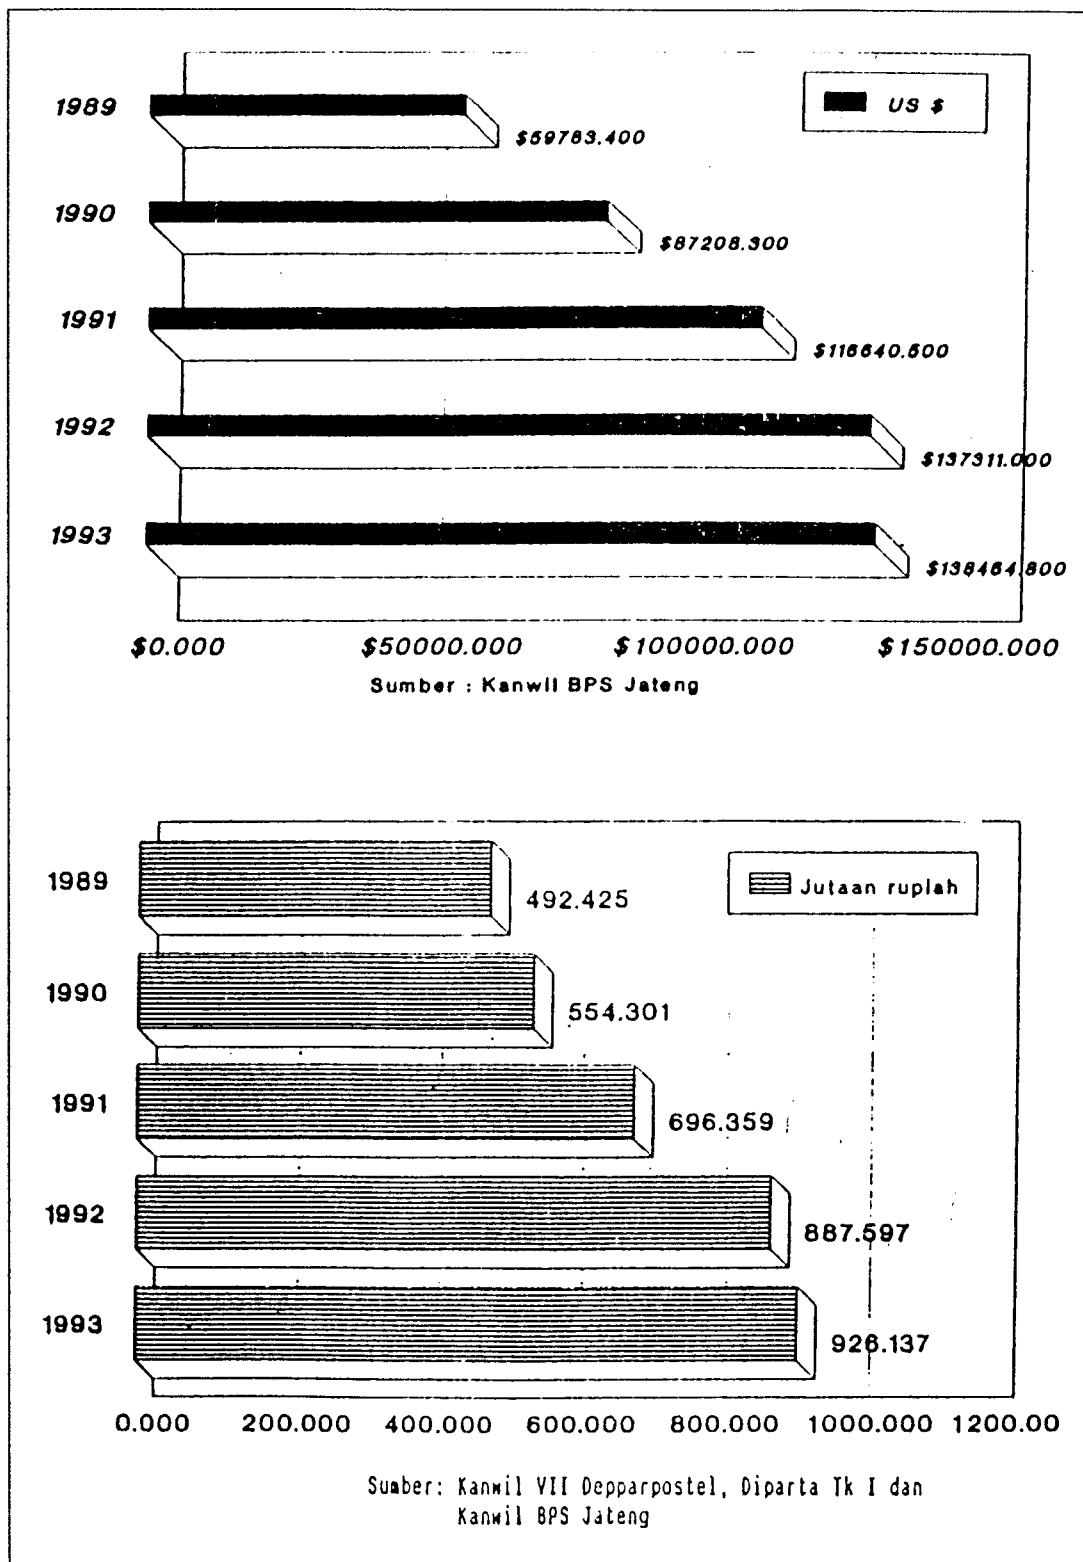 US $
1989
$59783.400
1990
$87208.300
1991
$116640.500
1992
$137311.000
1993
$138464.800
$0.000 $50000.000 $100000.000 $150000.000
Sumber : Kanwil BPS Jateng
Jutaan rupiah
1989
492.425
1990
554.301
1991
696.359
1992
887.597
1993
926.137
0.000 200.000 400.000 600.000 800.000 1000.000 1200.00
Sumber: Kanwil VII Depparpostel, Diparta Tk I dan
Kanwil BPS Jateng